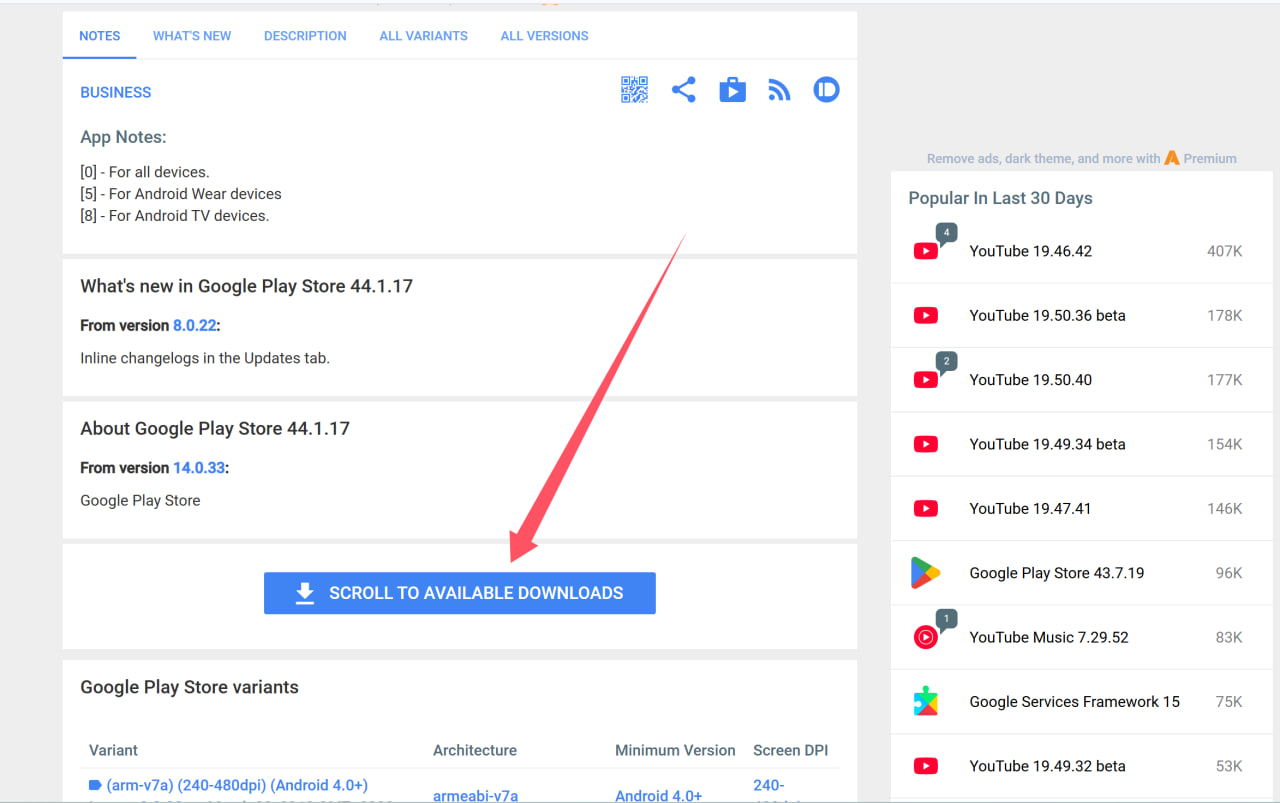 NOTES WHAT'S NEW DESCRIPTION ALL VARIANTS ALL VERSIONS
BUSINESS
App Notes:
[0] - For all devices.
[5] - For Android Wear devices
[8] - For Android TV devices.
What's new in Google Play Store 44.1.17
From version 8.0.22:
Inline changelogs in the Updates tab.
About Google Play Store 44.1.17
From version 14.0.33:
Google Play Store
SCROLL TO AVAILABLE DOWNLOADS
Google Play Store variants
Variant Architecture Minimum Version Screen DPI
(arm-v7a) (240-480dpi) (Android 4.0+)
armeabi-v7a
Android 4.0+
240-
Remove ads, dark theme, and more with Premium
Popular In Last 30 Days
4
YouTube 19.46.42 407K
YouTube 19.50.36 beta 178K
2
YouTube 19.50.40 177K
YouTube 19.49.34 beta 154K
YouTube 19.47.41 146K
Google Play Store 43.7.19 96K
1
YouTube Music 7.29.52 83K
Google Services Framework 15 75K
YouTube 19.49.32 beta 53K